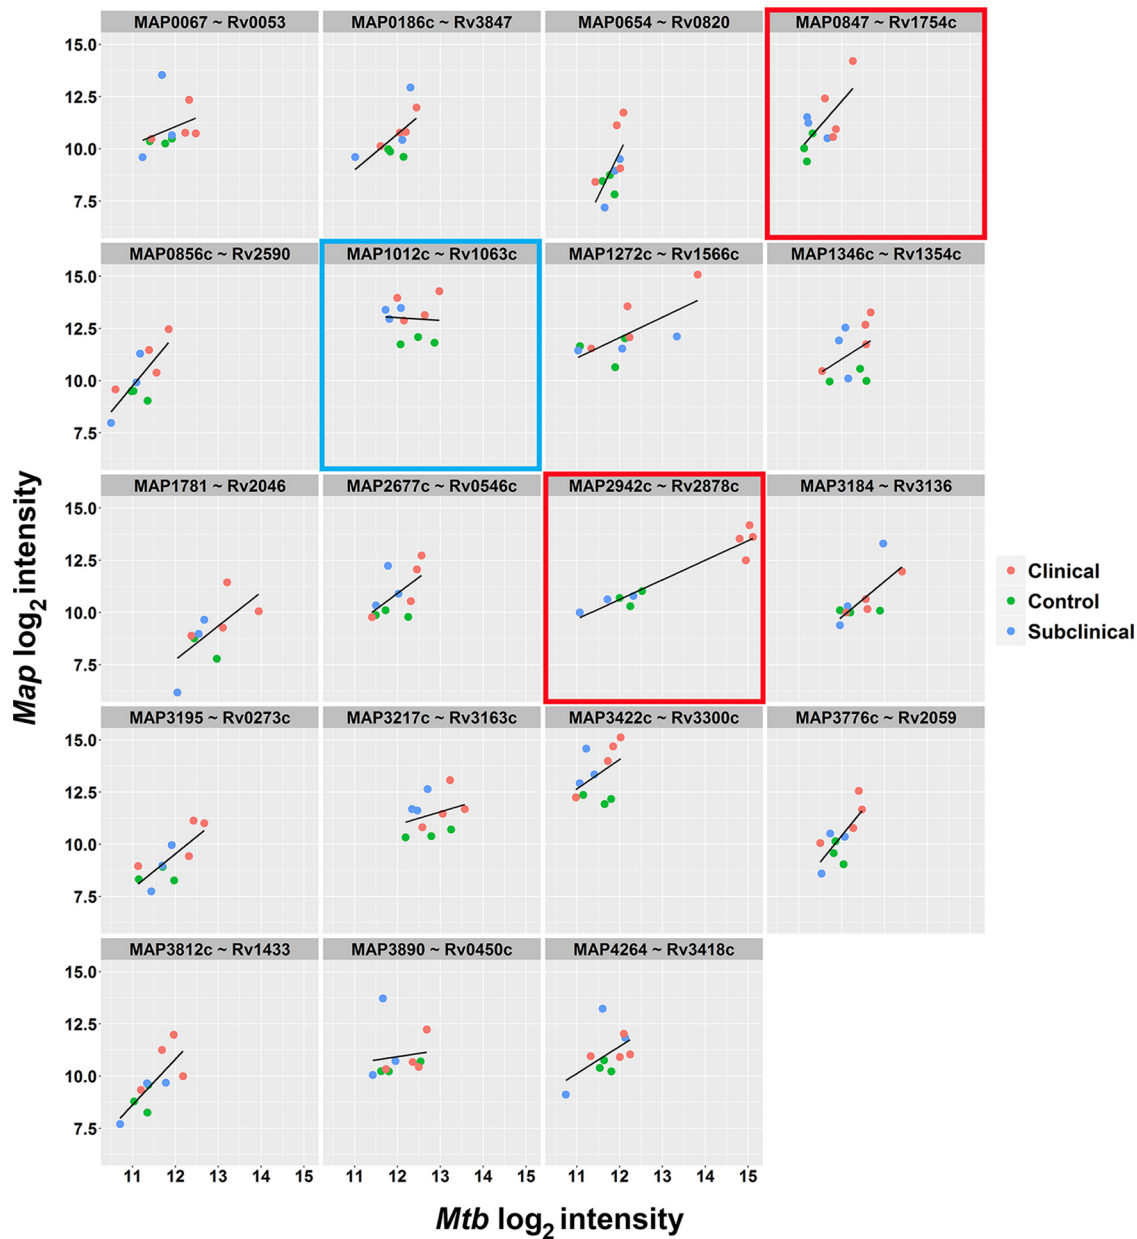 MAP0067 ~ Rv0053 MAP0186c ~ Rv3847 MAP0654 ~ Rv0820 MAP0847 ~ Rv1754c
15.0
12.5
10.0
7.5
MAP0856c ~ Rv2590 MAP1012c ~ Rv1063c MAP1272c ~ Rv1566c MAP1346c ~ Rv1354c
15.0
12.5
10.0
7.5
MAP1781 ~ Rv2046 MAP2677c ~ Rv0546c MAP2942c ~ Rv2878c MAP3184 ~ Rv3136
15.0
12.5
10.0
7.5
Map log2 intensity
Clinical
Control
Subclinical
MAP3195 ~ Rv0273c MAP3217c ~ Rv3163c MAP3422c ~ Rv3300c MAP3776c ~ Rv2059
15.0
12.5
10.0
7.5
MAP3812c ~ Rv1433 MAP3890 ~ Rv0450c MAP4264 ~ Rv3418c
15.0
12.5
10.0
7.5
11 12 13 14 15 11 12 13 14 15 11 12 13 14 15
Mtb log2 intensity